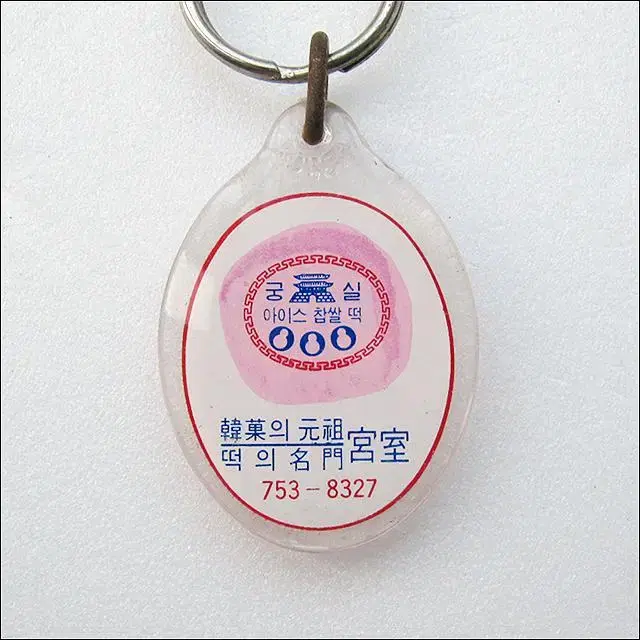 궁 실
아이스 찹쌀 떡
韓菓의 元祖
떡의 名門 宮室
753-8327